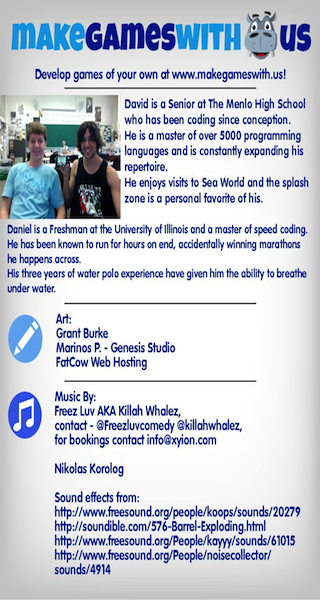 MAKEGAMESWITH US
Develop games of your own at www.makegameswith.us!
David is a Senior at The Menlo High School
who has been coding since conception.
He is a master of over 5000 programming
languages and is constantly expanding his
repertoire.
He enjoys visits to Sea World and the splash
zone is a personal favorite of his.
Daniel is a Freshman at the University of Illinois and a master of speed coding.
He has been known to run for hours on end, accidentally winning marathons
he happens across.
His three years of water polo experience have given him the ability to breathe
under water.
Art:
Grant Burke
Marinos P. - Genesis Studio
FatCow Web Hosting
Music By:
Freez Luv AKA Killah Whalez,
contact - @Freezluvcomedy @killahwhalez,
for bookings contact info@xyion.com
Nikolas Korolog
Sound effects from:
http://www.freesound.org/people/koops/sounds/20279
http://soundible.com/576-Barrel-Exploding.html
http://www.freesound.org/People/kayyy/sounds/61015
http://www.freesound.org/People/noisecollector/
sounds/4914